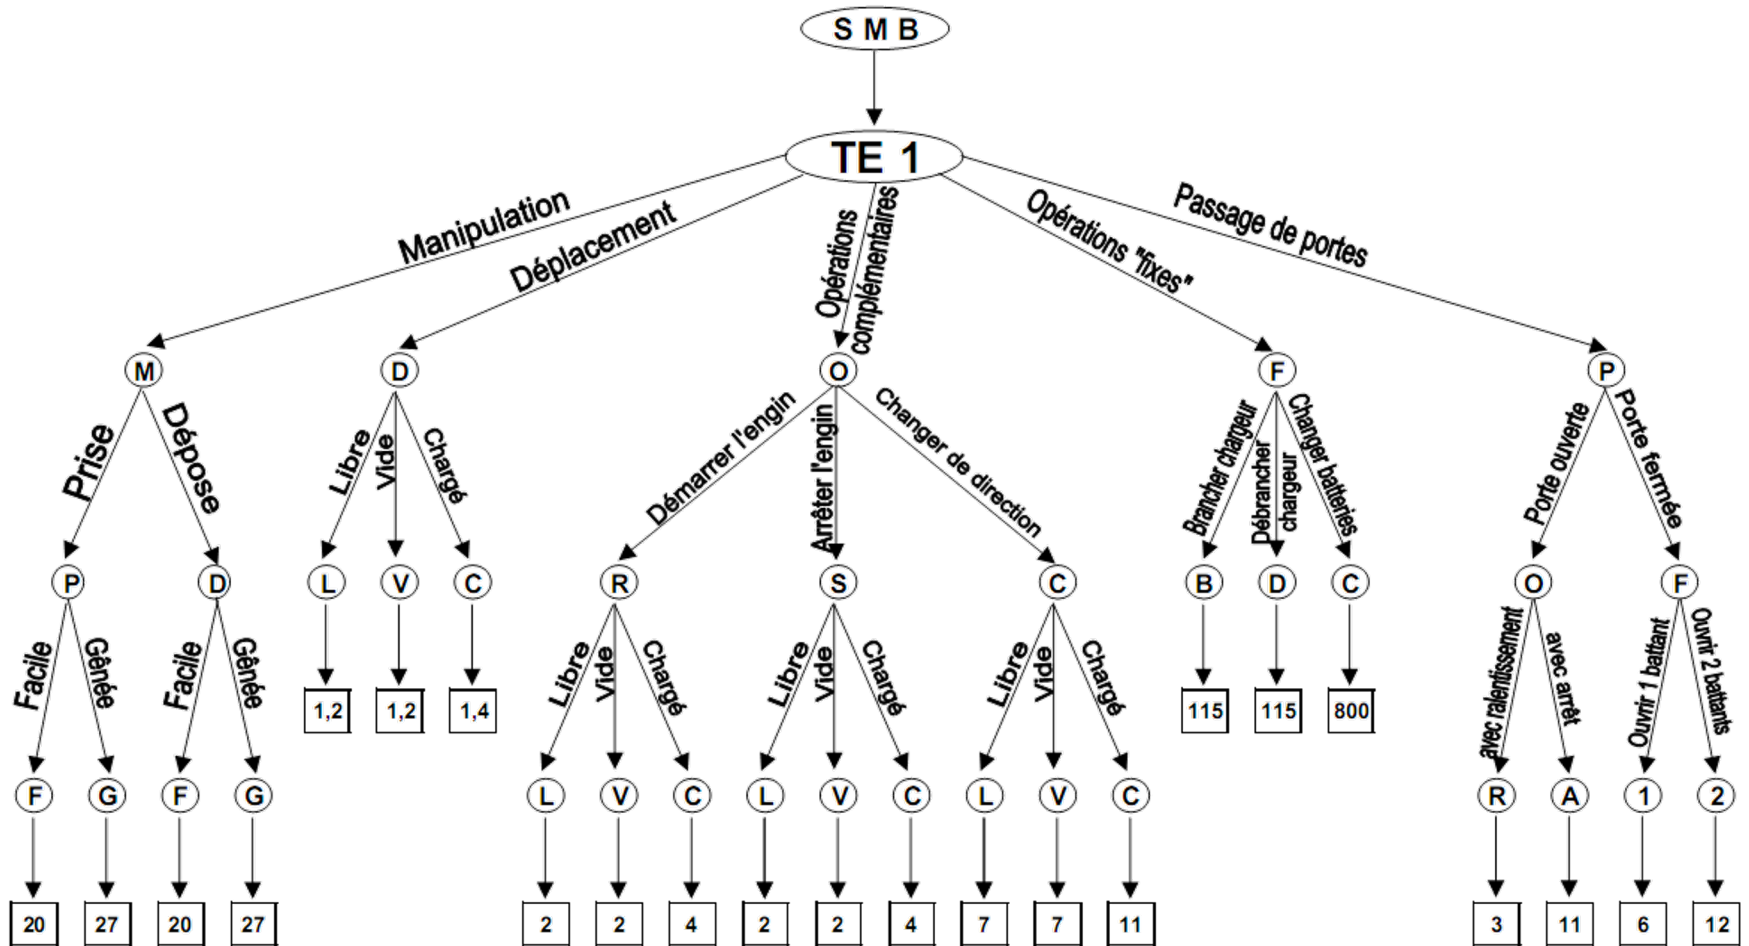 S M B
TE 1
Manipulation
Déplacement
Opérations
complémentaires
Opérations "fixes"
Passage de portes
M
D
O
F
P
Prise
Dépose
Libre
Vide
Chargé
Démarrer l'engin
Arrêter l'engin
Changer de direction
Brancher chargeur
Débrancher
chargeur
Changer batteries
Porte ouverte
Porte fermée
P
D
L
V
C
R
S
C
B
D
C
O
F
Facile
Gênée
Facile
Gênée
Libre
Vide
Chargé
Libre
Vide
Chargé
Libre
Vide
Chargé
avec ralentissement
avec arrêt
Ouvrir 1 battant
Ouvrir 2 battants
1,2
1,2
1,4
115
115
800
F
G
F
G
L
V
C
L
V
C
L
V
C
R
A
1
2
20
27
20
27
2
2
4
2
2
4
7
7
11
3
11
6
12